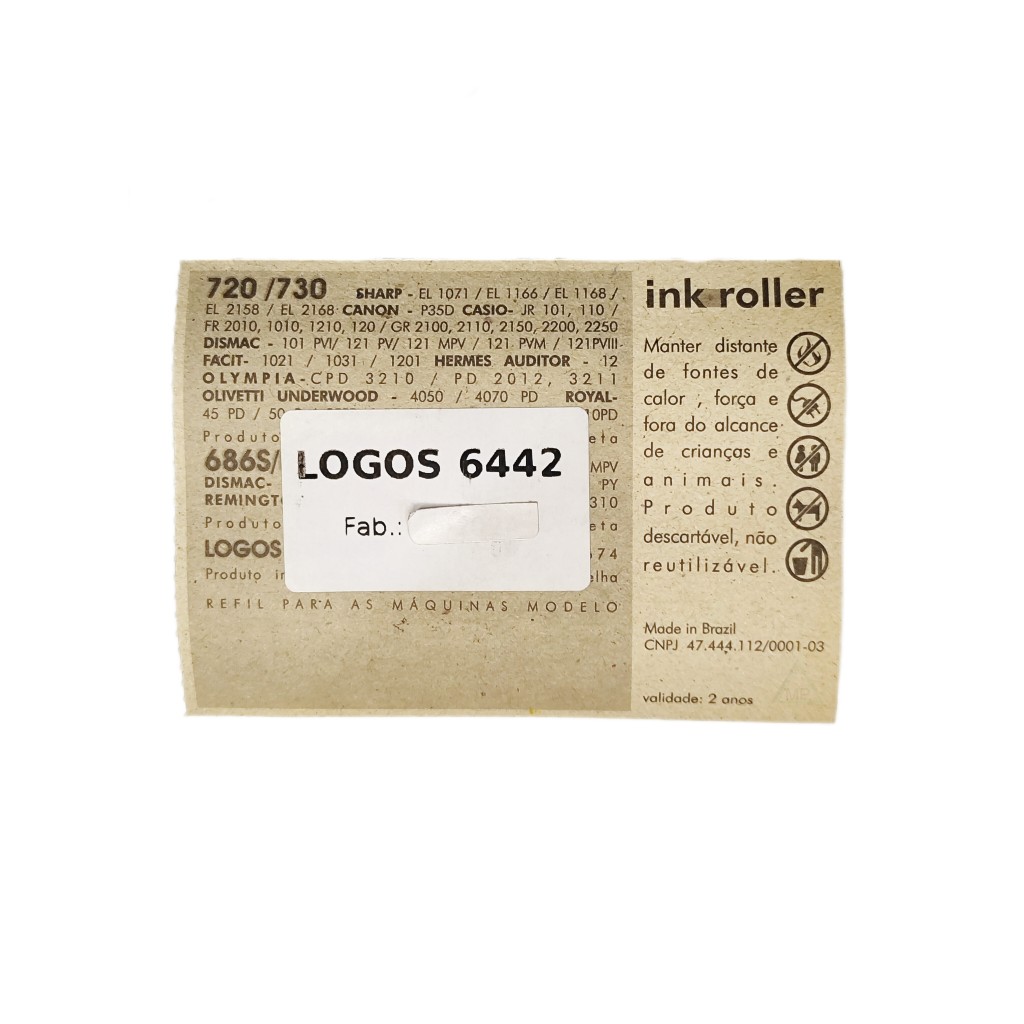 720 /730 SHARP - EL 1071 / EL 1166 / EL 1168 /
EL 2158 / EL 2168 CANON - P35D CASIO- JR 101, 110 /
FR 2010, 1010, 1210, 120 / GR 2100, 2110, 2150, 2200, 2250
DISMAC - 101 PVI/ 121 PV/ 121 MPV / 121 PVM / 121PVIII-
FACIT- 1021 / 1031 / 1201 HERMES AUDITOR - 12
OLYMPIA-CPD 3210 / PD 2012, 3211
OLIVETTI UNDERWOOD - 4050 / 4070 PD ROYAL-
45 PD /
Produto
686S/ MPV
DISMAC- PY
310
Produto
LOGOS
Produto
REFIL PARA AS MÁQUINAS MODELO
LOGOS 6442
Fab.:
ink roller
Manter distante
de fontes de
calor , força e
fora do alcance
de crianças e
animais.
Produto
descartável, não
reutilizável.
Made in Brazil
CNPJ 47.444.112/0001-03
validade: 2 anos